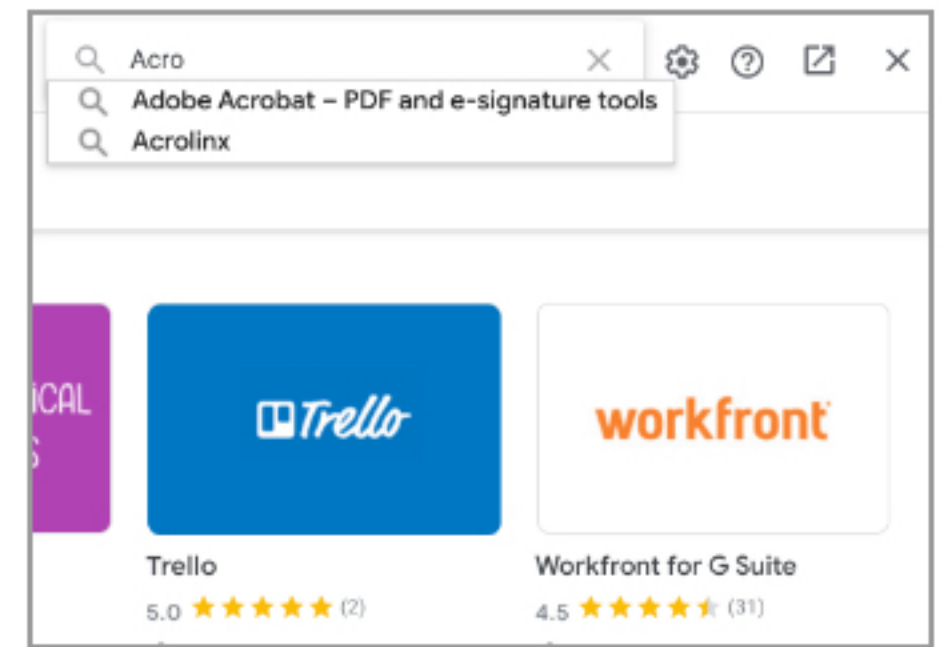 Acro
Adobe Acrobat – PDF and e-signature tools
Acrolinx
Trello
workfront
Trello
Workfront for G Suite
5.0 (2)
4.5 (31)